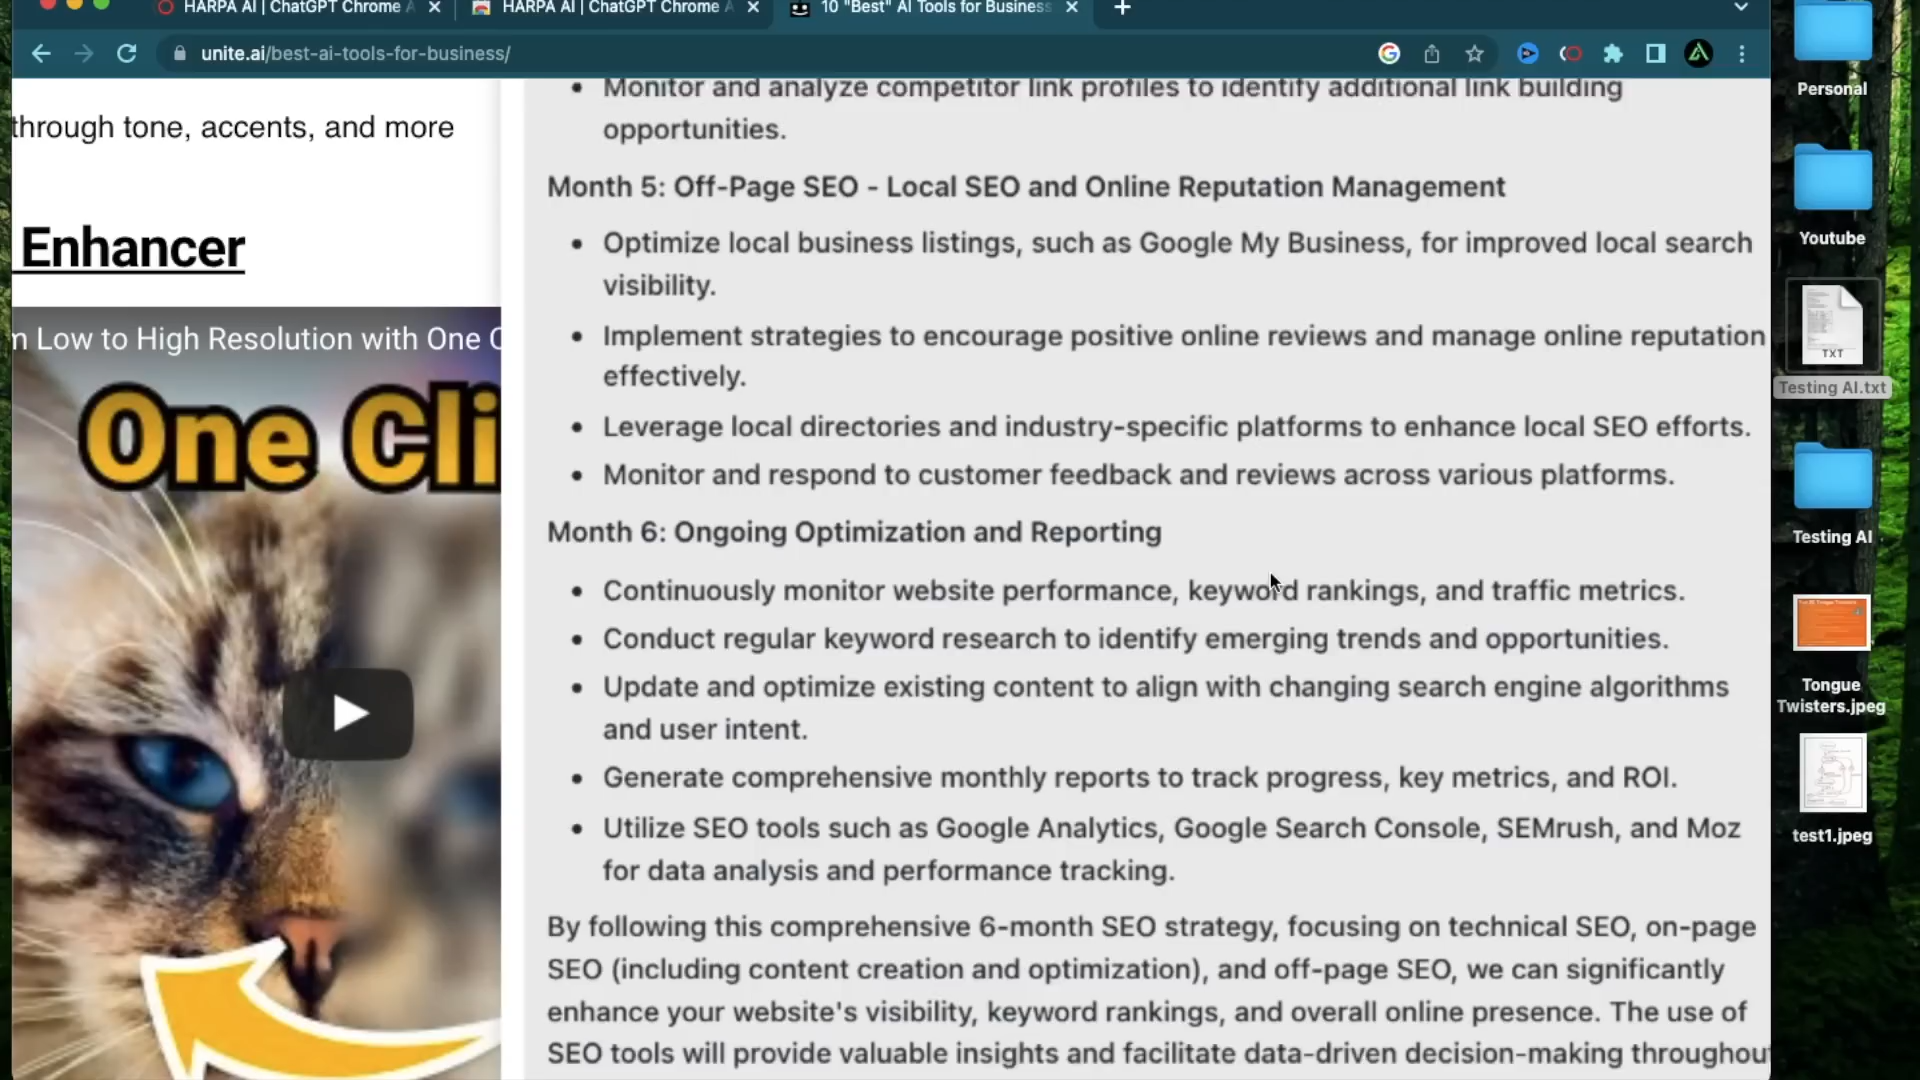 HARPA AI | ChatGPT Chrome A
HARPA AI | ChatGPT Chrome A
10 "Best" AI Tools for Business
unite.ai/best-ai-tools-for-business/
through tone, accents, and more
Enhancer
m Low to High Resolution with One C
One Cli
Monitor and analyze competitor link profiles to identify additional link building
opportunities.
Month 5: Off-Page SEO - Local SEO and Online Reputation Management
Optimize local business listings, such as Google My Business, for improved local search
visibility.
Implement strategies to encourage positive online reviews and manage online reputation
effectively.
Leverage local directories and industry-specific platforms to enhance local SEO efforts.
Monitor and respond to customer feedback and reviews across various platforms.
Month 6: Ongoing Optimization and Reporting
Continuously monitor website performance, keyword rankings, and traffic metrics.
Conduct regular keyword research to identify emerging trends and opportunities.
Update and optimize existing content to align with changing search engine algorithms
and user intent.
Generate comprehensive monthly reports to track progress, key metrics, and ROI.
Utilize SEO tools such as Google Analytics, Google Search Console, SEMrush, and Moz
for data analysis and performance tracking.
By following this comprehensive 6-month SEO strategy, focusing on technical SEO, on-page
SEO (including content creation and optimization), and off-page SEO, we can significantly
enhance your website's visibility, keyword rankings, and overall online presence. The use of
SEO tools will provide valuable insights and facilitate data-driven decision-making throughout
Personal
Youtube
TXT
Testing AI.txt
Testing AI
Tongue
Twisters.jpeg
test1.jpeg